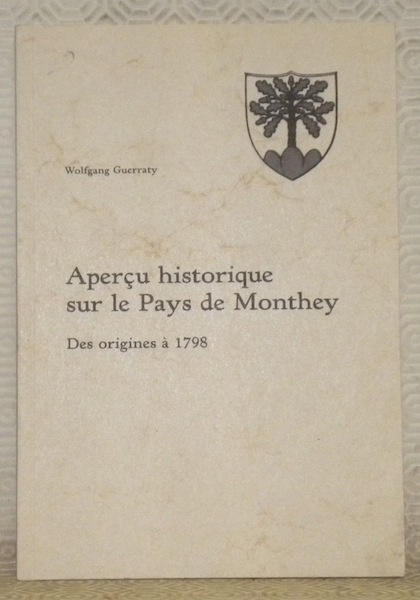 Wolfgang Guerraty
Aperçu historique
sur le Pays de Monthey
Des origines à 1798